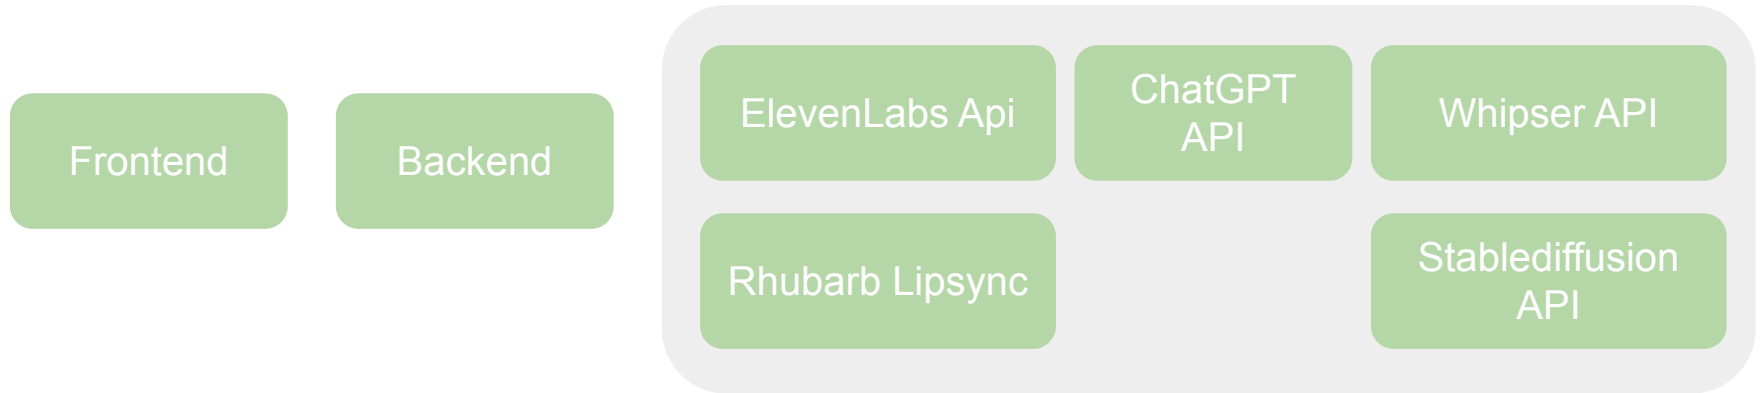 Frontend
Backend
ElevenLabs Api
ChatGPT
API
Whipser API
Rhubarb Lipsync
Stablediffusion
API